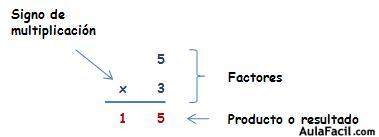 Signo de
multiplicación
5
x 3
Factores
1 5
Producto o resultado
AulaFacil.com